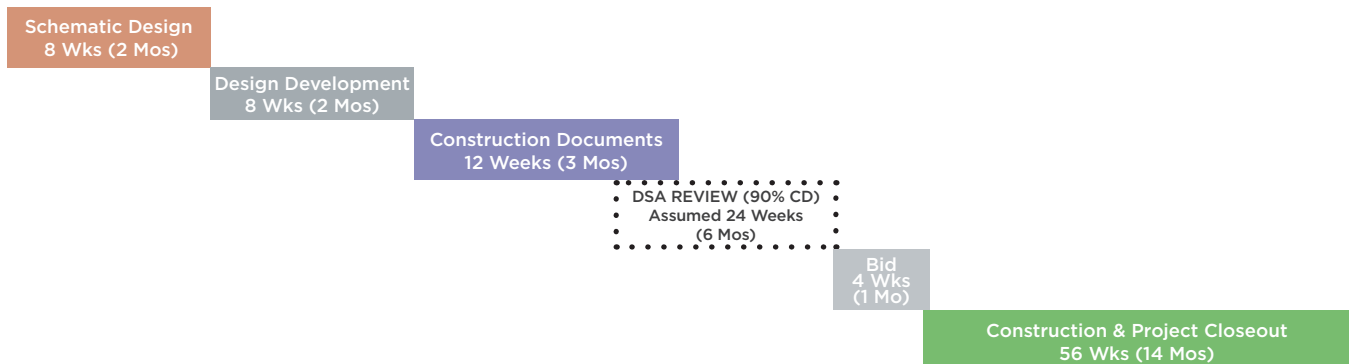 Schematic Design
8 Wks (2 Mos)
Design Development
8 Wks (2 Mos)
Construction Documents
12 Weeks (3 Mos)
DSA REVIEW (90% CD)
Assumed 24 Weeks
(6 Mos)
Bid
4 Wks
(1 Mo)
Construction & Project Closeout
56 Wks (14 Mos)